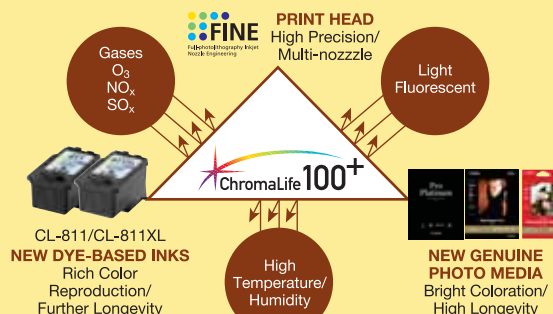 FINE
Full-photolithography Inkjet
Nozzle Engineering
PRINT HEAD
High Precision/
Multi-nozzzle
Gases
O₃
NOₓ
SOₓ
Light
Fluorescent
ChromaLife 100+
CL-811/CL-811XL
NEW DYE-BASED INKS
Rich Color
Reproduction/
Further Longevity
High
Temperature/
Humidity
Pro
Platinum
NEW GENUINE
PHOTO MEDIA
Bright Coloration/
High Longevity